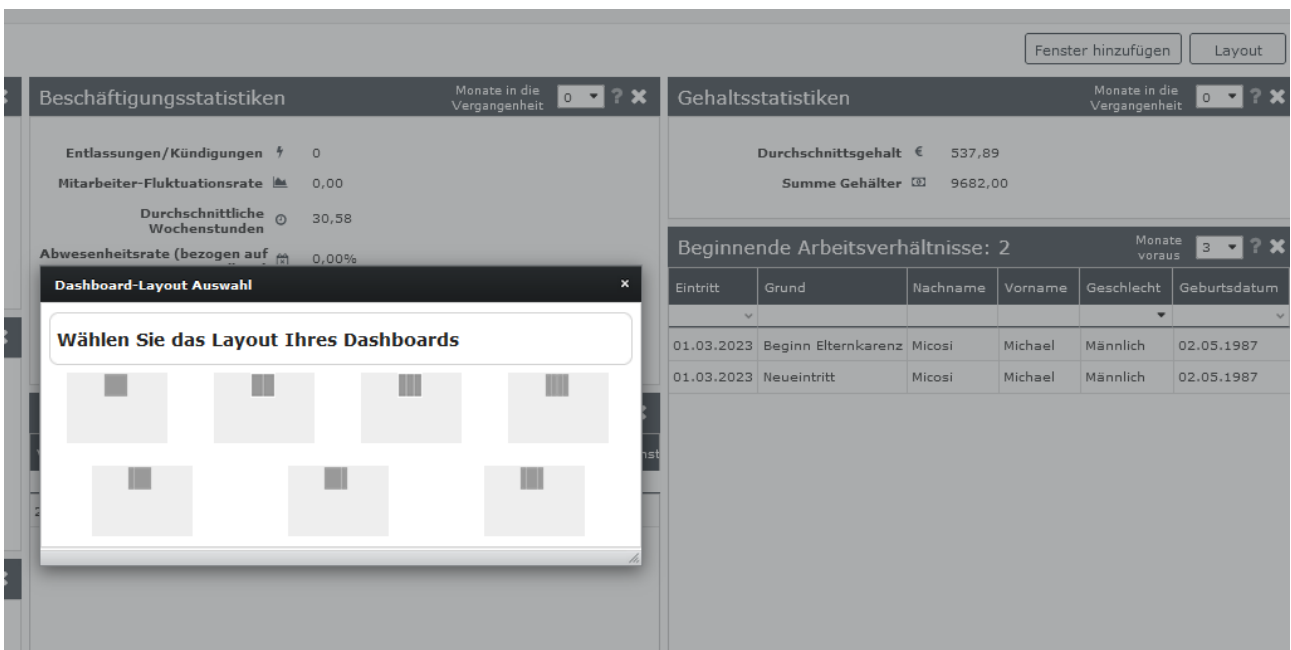 Fenster hinzufügen Layout
Beschäftigungsstatistiken Monate in die Vergangenheit 0 ?
Entlassungen/Kündigungen 0
Mitarbeiter-Fluktuationsrate 0,00
Durchschnittliche
Wochenstunden 30,58
Abwesenheitsrate (bezogen auf 0,00%
Gehaltsstatistiken Monate in die Vergangenheit 0 ?
Durchschnittsgehalt € 537,89
Summe Gehälter 9682,00
Beginnende Arbeitsverhältnisse: 2 Monate voraus 3 ?
Eintritt Grund Nachname Vorname Geschlecht Geburtsdatum
01.03.2023 Beginn Elternkarenz Micosi Michael Männlich 02.05.1987
01.03.2023 Neueintritt Micosi Michael Männlich 02.05.1987
Dashboard-Layout Auswahl ×
Wählen Sie das Layout Ihres Dashboards